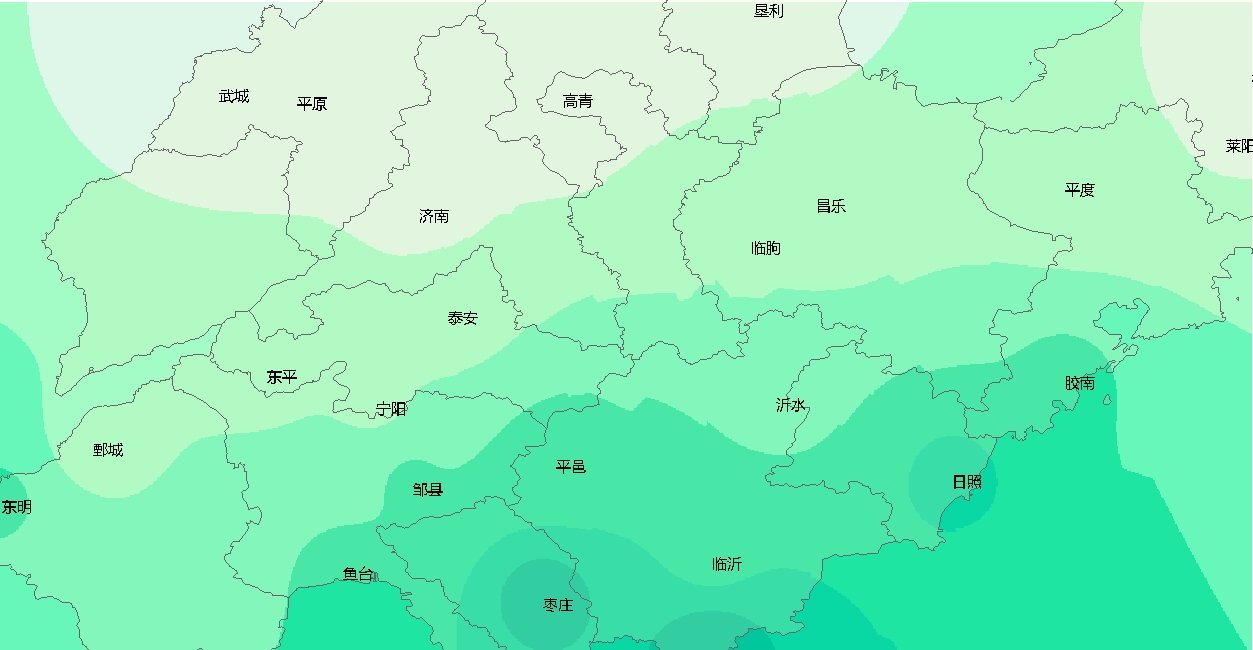 垦利
武城
平原
高青
莱阳
平度
昌乐
济南
临朐
泰安
东平
胶南
沂水
宁阳
鄄城
平邑
日照
邹县
东明
临沂
鱼台
枣庄